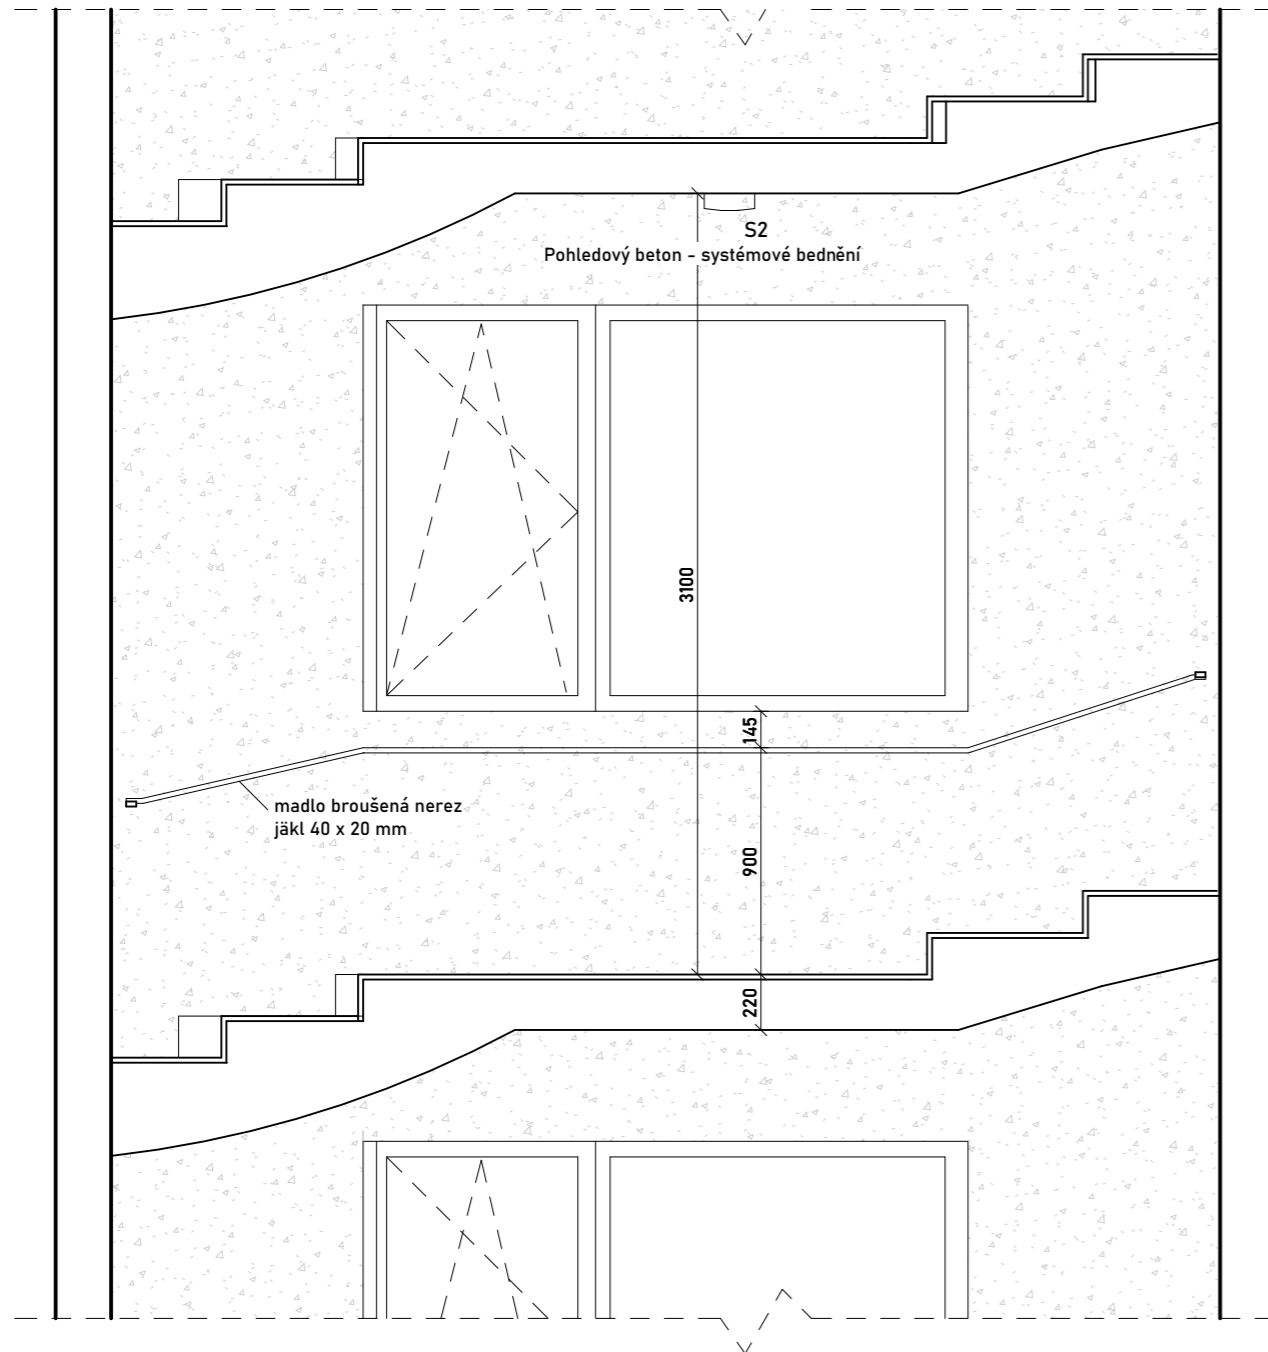 S2
Pohledový beton - systémové bednění
3100
145
madlo broušená nerez
jäkl 40 x 20 mm
900
220